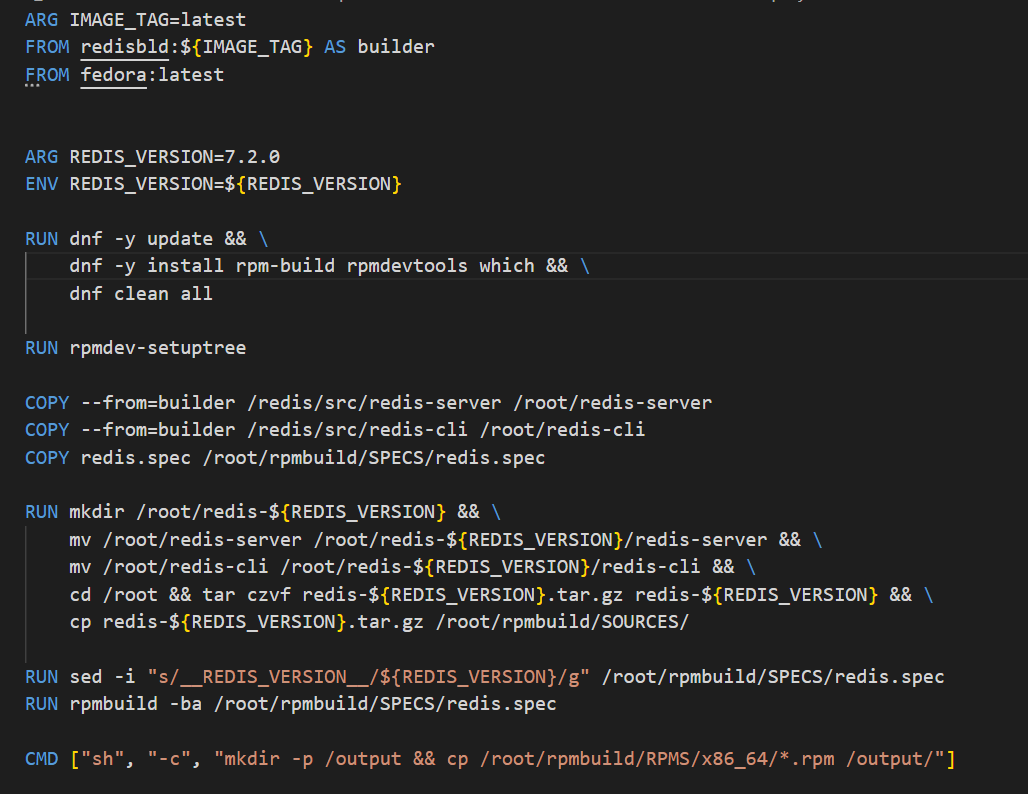 ARG IMAGE_TAG=latest
FROM redisbld:${IMAGE_TAG} AS builder
FROM fedora:latest
ARG REDIS_VERSION=7.2.0
ENV REDIS_VERSION=${REDIS_VERSION}
RUN dnf -y update && \
dnf -y install rpm-build rpmdevtools which && \
dnf clean all
RUN rpmdev-setuptree
COPY --from=builder /redis/src/redis-server /root/redis-server
COPY --from=builder /redis/src/redis-cli /root/redis-cli
COPY redis.spec /root/rpmbuild/SPECS/redis.spec
RUN mkdir /root/redis-${REDIS_VERSION} && \
mv /root/redis-server /root/redis-${REDIS_VERSION}/redis-server && \
mv /root/redis-cli /root/redis-${REDIS_VERSION}/redis-cli && \
cd /root && tar czvf redis-${REDIS_VERSION}.tar.gz redis-${REDIS_VERSION} && \
cp redis-${REDIS_VERSION}.tar.gz /root/rpmbuild/SOURCES/
RUN sed -i "s/__REDIS_VERSION__/${REDIS_VERSION}/g" /root/rpmbuild/SPECS/redis.spec
RUN rpmbuild -ba /root/rpmbuild/SPECS/redis.spec
CMD ["sh", "-c", "mkdir -p /output && cp /root/rpmbuild/RPMS/x86_64/*.rpm /output/"]